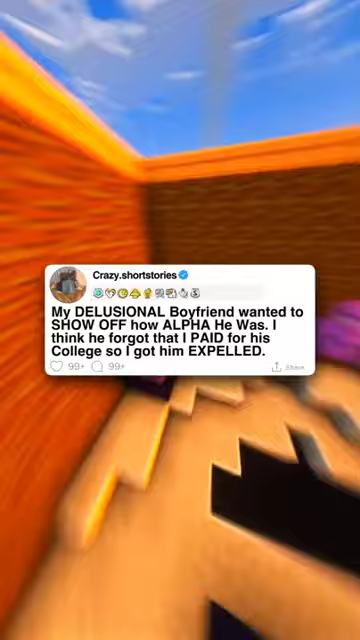 Crazy.shortstories
My DELUSIONAL Boyfriend wanted to
SHOW OFF how ALPHA He Was. I
think he forgot that I PAID for his
College so I got him EXPELLED.
99+ 99+ Share